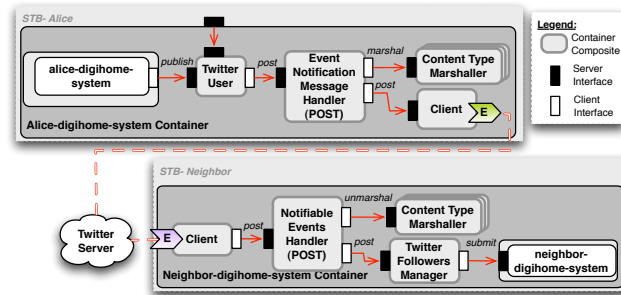 STB- Alice
alice-digihome-
system
publish
Twitter
User
post
Event
Notification
Message
Handler
(POST)
marshal
Content Type
Marshaller
post
Client
E
Alice-digihome-system Container
Legend:
Container
Composite
Server
Interface
Client
Interface
STB- Neighbor
Twitter
Server
E
Client
post
Notifiable
Events
Handler
(POST)
unmarshal
Content Type
Marshaller
post
Twitter
Followers
Manager
submit
neighbor-
digihome-system
Neighbor-digihome-system Container